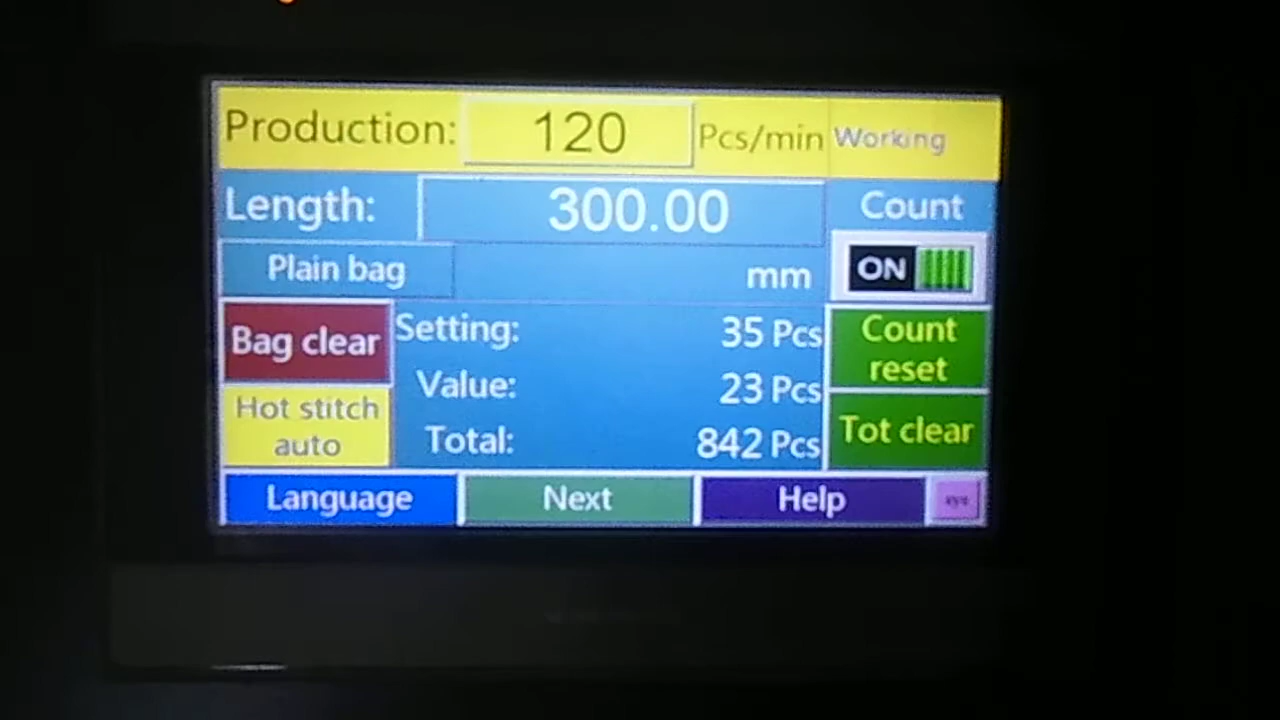 Production: 120 Pcs/min Working
Length: 300.00 Count
Plain bag mm ON
Bag clear Setting: 35 Pcs Count reset
Value: 23 Pcs
Hot stitch auto Total: 842 Pcs Tot clear
Language Next Help